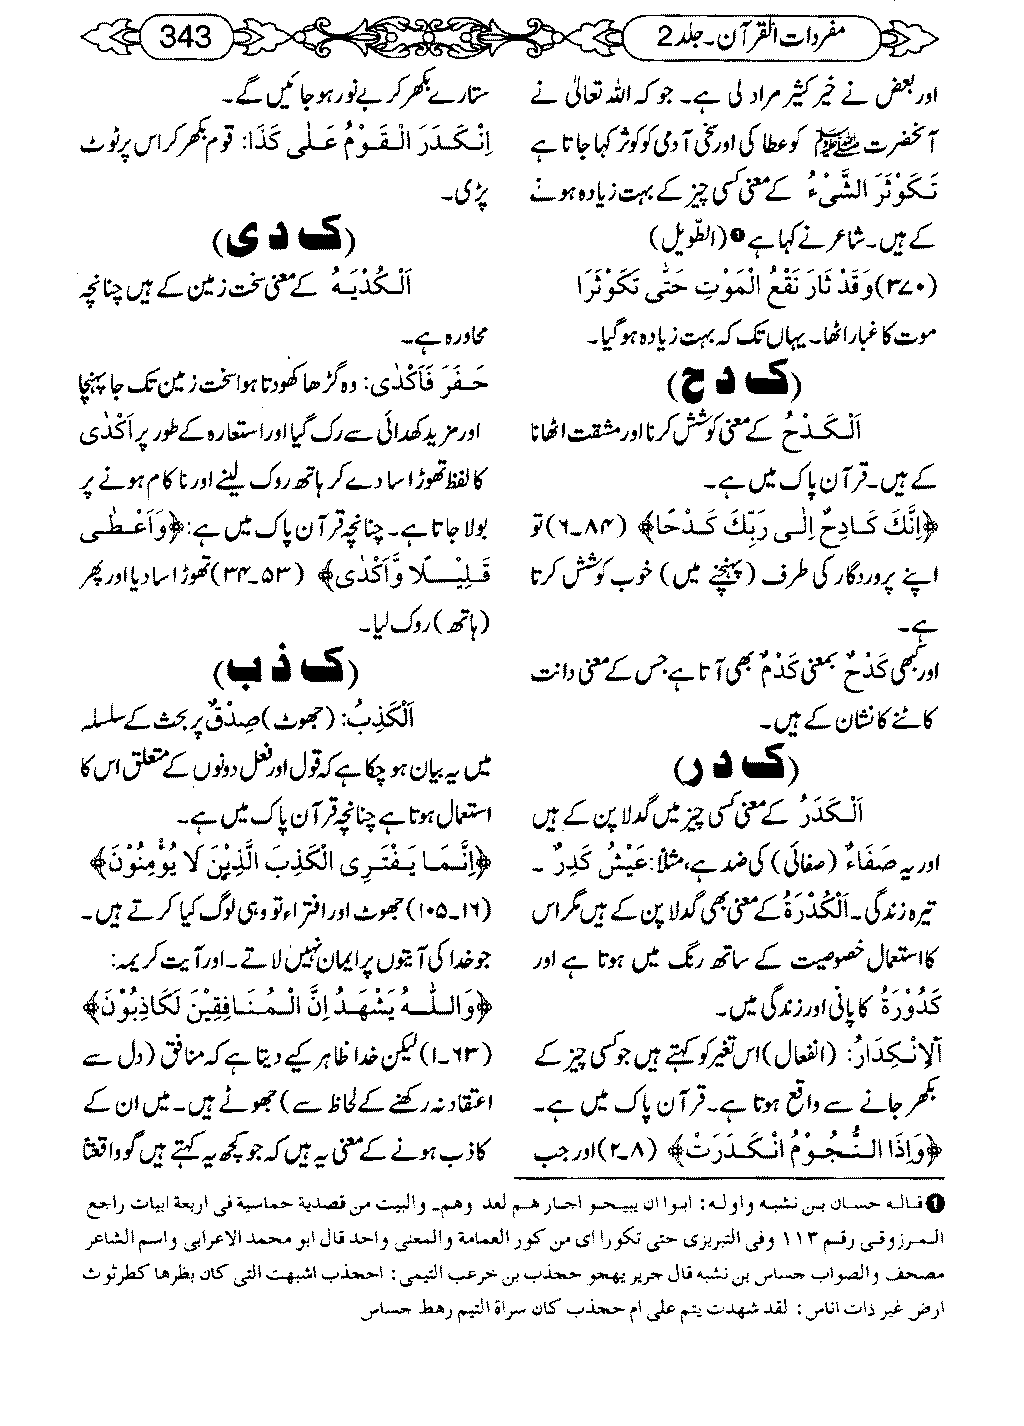 مفردات القرآن۔ جلد 2
343
اور بعض نے خیر کثیر مراد لی ہے۔ جو کہ اللہ تعالیٰ نے
آنحضرت ﷺ کو عطا کی اور سخی آدمی کو کوثر کہا جاتا ہے
تَکَوْثَرَ الشَّیْءُ کے معنی کسی چیز کے بہت زیادہ ہونے
کے ہیں۔ شاعر نے کہا ہے ❶ (الطّویل)
(۳۷۰) وَقَدْ ثَارَ نَقْعُ الْمَوْتِ حَتّٰی تَکَوْثَرَا
موت کا غبار اٹھا۔ یہاں تک کہ بہت زیادہ ہو گیا۔
(ک د ح)
اَلْکَدْحُ کے معنی کوشش کرنا اور مشقت اٹھانا
کے ہیں۔ قرآن پاک میں ہے۔
﴿اِنَّكَ كَادِحٌ اِلٰی رَبِّكَ كَدْحًا﴾ (۸۴۔۶) تو
اپنے پروردگار کی طرف (پہنچنے میں) خوب کوشش کرتا
ہے۔
اور کبھی کَدْحٌ بمعنی کَدْمٌ بھی آتا ہے جس کے معنی دانت
کاٹنے کا نشان کے ہیں۔
(ک د ر)
اَلْکَدَرُ کے معنی کسی چیز میں گدلا پن کے ہیں
اور یہ صَفَاءٌ (صفائی) کی ضد ہے، مثلاً: عَیْشٌ کَدِرٌ۔
تیرہ زندگی۔ اَلْکُدْرَۃُ کے معنی بھی گدلا پن کے ہیں مگر اس
کا استعمال خصوصیت کے ساتھ رنگ میں ہوتا ہے اور
کَدُوْرَۃٌ کا پانی اور زندگی میں۔
اَلْاِنْکِدَارُ: (انفعال) اس تغیر کو کہتے ہیں جو کسی چیز کے
بکھر جانے سے واقع ہوتا ہے۔ قرآن پاک میں ہے۔
﴿وَاِذَا النُّجُوْمُ انْکَدَرَتْ﴾ (۸۔۲) اور جب
ستارے بکھر کر بے نور ہو جائیں گے۔
اِنْکَدَرَ الْقَوْمُ عَلٰی کَذَا: قوم بکھر کر اس پر ٹوٹ
پڑی۔
(ک د ی)
اَلْکُدْیَۃُ کے معنی سخت زمین کے ہیں چنانچہ
محاورہ ہے۔
حَفَرَ فَاَکْدٰی: وہ گڑھا کھودتا ہوا سخت زمین تک جا پہنچا
اور مزید کھدائی سے رک گیا اور استعارہ کے طور پر اَکْدٰی
کا لفظ تھوڑا سا دے کر ہاتھ روک لینے اور ناکام ہونے پر
بولا جاتا ہے۔ چنانچہ قرآن پاک میں ہے: ﴿وَاَعْطٰی
قَلِیْلًا وَّاَکْدٰی﴾ (۵۳۔۳۴) تھوڑا سا دیا اور پھر
(ہاتھ) روک لیا۔
(ک ذ ب)
اَلْکَذِبُ: (جھوٹ) صِدْقٌ پر بحث کے سلسلہ
میں یہ بیان ہو چکا ہے کہ قول اور فعل دونوں کے متعلق اس کا
استعمال ہوتا ہے چنانچہ قرآن پاک میں ہے۔
﴿اِنَّمَا یَفْتَرِی الْکَذِبَ الَّذِیْنَ لَا یُؤْمِنُوْنَ﴾
(۱۶۔۱۰۵) جھوٹ اور افتراء تو وہی لوگ کیا کرتے ہیں۔
جو خدا کی آیتوں پر ایمان نہیں لاتے۔ اور آیت کریمہ:
﴿وَاللّٰهُ یَشْهَدُ اِنَّ الْمُنَافِقِیْنَ لَکَاذِبُوْنَ﴾
(۶۳۔۱) لیکن خدا ظاہر کیے دیتا ہے کہ منافق (دل سے
اعتقاد نہ رکھنے کے لحاظ سے) جھوٹے ہیں۔ میں ان کے
کاذب ہونے کے معنی یہ ہیں کہ جو کچھ یہ کہتے ہیں گو واقعتا
❶ قاله حسان بن نشبه واوله: ابوا ان يبيحو اجارهم لعد وهم۔ والبيت من قصدية حماسية فى اربعة ابيات راجع
المرزوقى رقم ۱۱۳ وفى التبريزى حتى تكورا اى من كور العمامة والمعنى واحد قال ابو محمد الاعرابى واسم الشاعر
مصحف والصواب حساس بن نشبه قال جرير يهجو حجدب بن خرعب التيمى: احجذب اشبهت التى كان بظرها كطرثوث
ارض غير ذات اناس: لقد شهدت يتم على ام حجذب كان سراة التيم رهط حساس